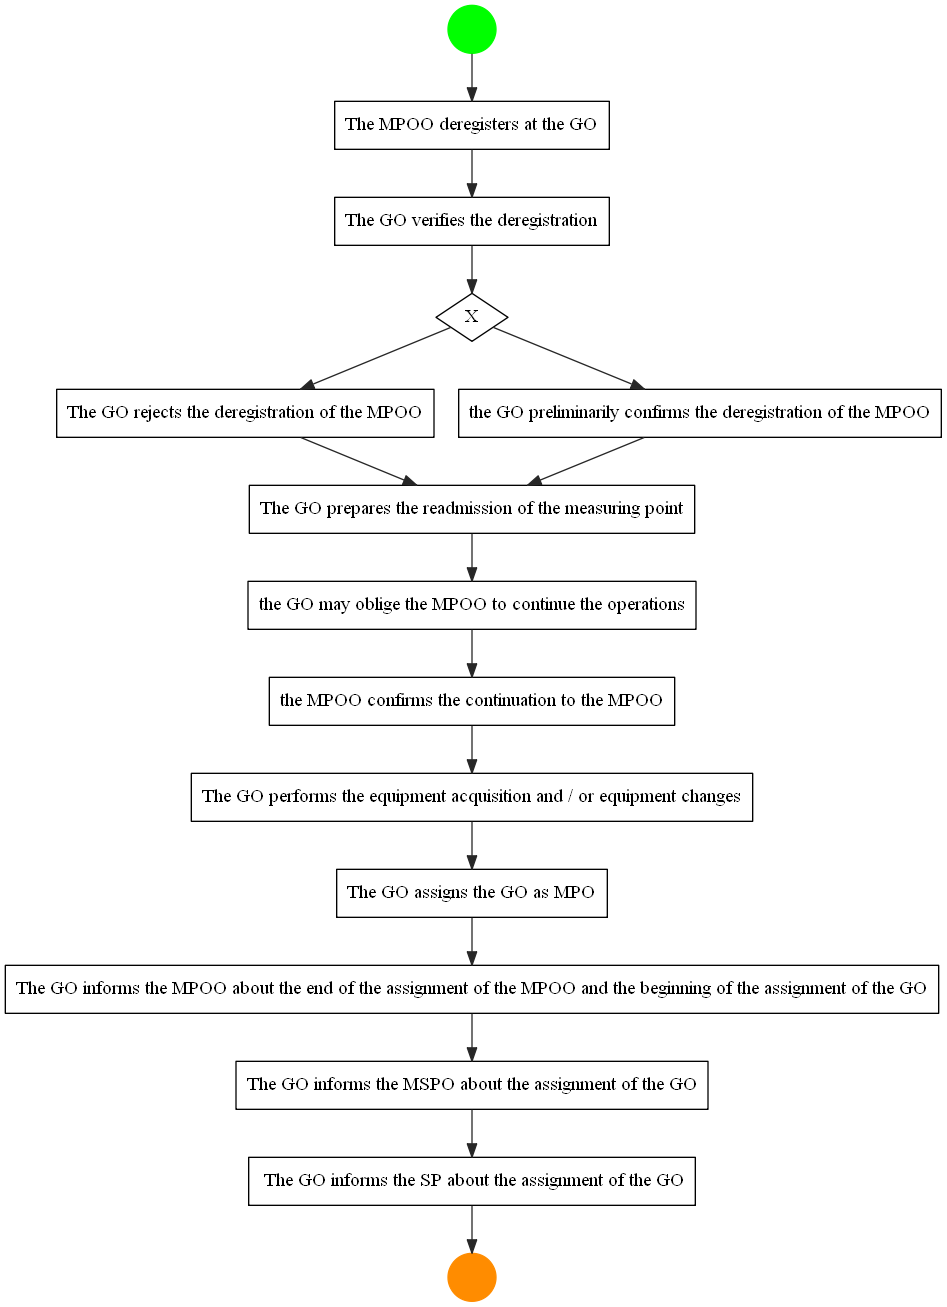 The MPOO deregisters at the GO
The GO verifies the deregistration
X
The GO rejects the deregistration of the MPOO
the GO preliminarily confirms the deregistration of the MPOO
The GO prepares the readmission of the measuring point
the GO may oblige the MPOO to continue the operations
the MPOO confirms the continuation to the MPOO
The GO performs the equipment acquisition and / or equipment changes
The GO assigns the GO as MPO
The GO informs the MPOO about the end of the assignment of the MPOO and the beginning of the assignment of the GO
The GO informs the MSPO about the assignment of the GO
The GO informs the SP about the assignment of the GO